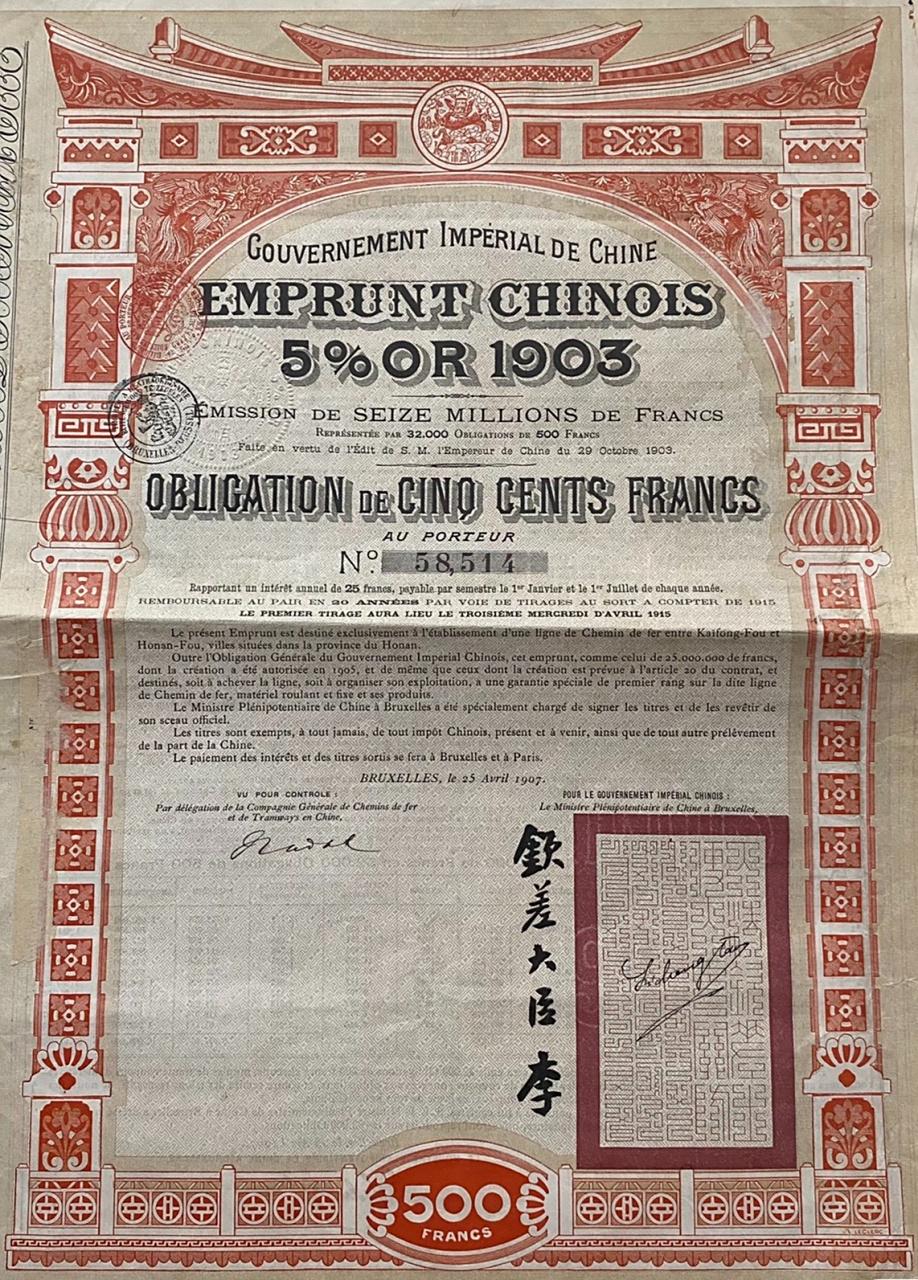 GOUVERNEMENT IMPÉRIAL DE CHINE
EMPRUNT CHINOIS
5% OR 1903
ÉMISSION DE SEIZE MILLIONS DE FRANCS
REPRÉSENTÉE PAR 32.000 OBLIGATIONS DE 500 FRANCS
Faite en vertu de l'Édit de S. M. l'Empereur de Chine du 29 Octobre 1903.
OBLIGATION DE CINQ CENTS FRANCS
AU PORTEUR
No. 58,514
Rapportant un intérêt annuel de 25 francs, payable par semestre le 1er Janvier et le 1er Juillet de chaque année.
REMBOURSABLE AU PAIR EN 20 ANNÉES PAR VOIE DE TIRAGES AU SORT A COMPTER DE 1915
LE PREMIER TIRAGE AURA LIEU LE TROISIÈME MERCREDI D'AVRIL 1915
Le présent Emprunt est destiné exclusivement à l'établissement d'une ligne de Chemin de fer entre Kaifong-Fou et
Honan-Fou, villes situées dans la province du Honan.
Outre l'Obligation Générale du Gouvernement Impérial Chinois, cet emprunt, comme celui de 25.000.000 de francs,
dont la création a été autorisée en 1905, et de même que ceux dont la création est prévue à l'article 20 du contrat, et
destinés, soit à achever la ligne, soit à organiser son exploitation, a une garantie spéciale de premier rang sur la dite ligne
de Chemin de fer, matériel roulant et fixe et ses produits.
Le Ministre Plénipotentiaire de Chine à Bruxelles a été spécialement chargé de signer les titres et de les revêtir de
son sceau officiel.
Les titres sont exempts, à tout jamais, de tout impôt Chinois, présent et à venir, ainsi que de tout autre prélèvement
de la part de la Chine.
Le paiement des intérêts et des titres sortis se fera à Bruxelles et à Paris.
BRUXELLES, le 25 Avril 1907.
VU POUR CONTROLE :
Par délégation de la Compagnie Générale de Chemins de fer
et de Tramways en Chine,
POUR LE GOUVERNEMENT IMPÉRIAL CHINOIS :
Le Ministre Plénipotentiaire de Chine à Bruxelles,
欽差大臣 李
500
FRANCS
LECLERC